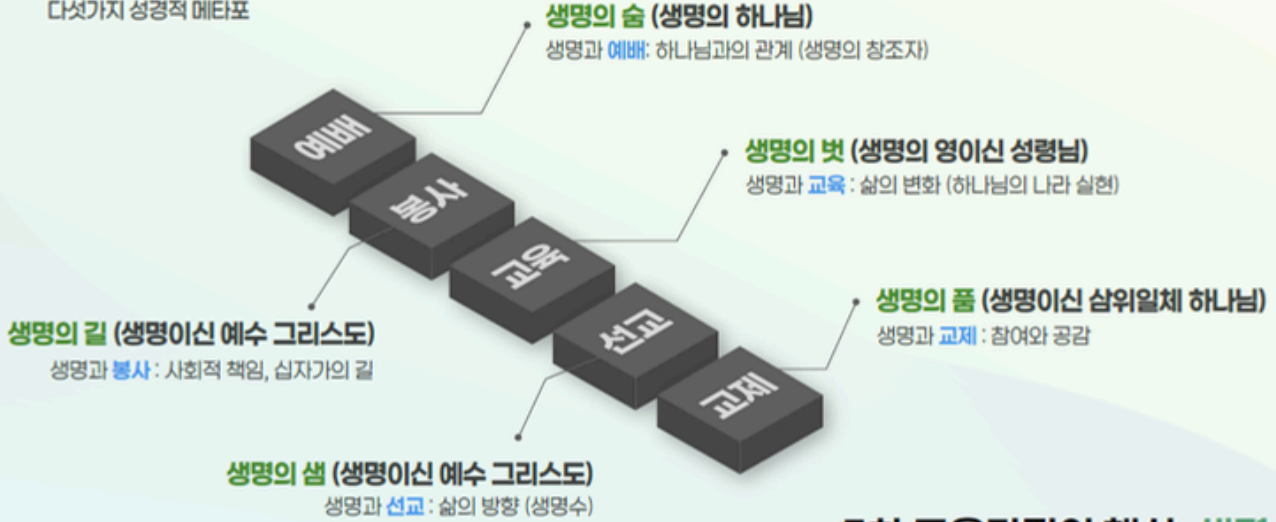 다섯가지 성경적 메타포
생명의 숨 (생명의 하나님)
생명과 예배: 하나님과의 관계 (생명의 창조자)
예배
생명의 벗 (생명의 영이신 성령님)
생명과 교육 : 삶의 변화 (하나님의 나라 실현)
봉사
교육
생명의 품 (생명이신 삼위일체 하나님)
생명과 교제 : 참여와 공감
생명의 길 (생명이신 예수 그리스도)
생명과 봉사 : 사회적 책임, 십자가의 길
선교
교제
생명의 샘 (생명이신 예수 그리스도)
생명과 선교 : 삶의 방향 (생명수)